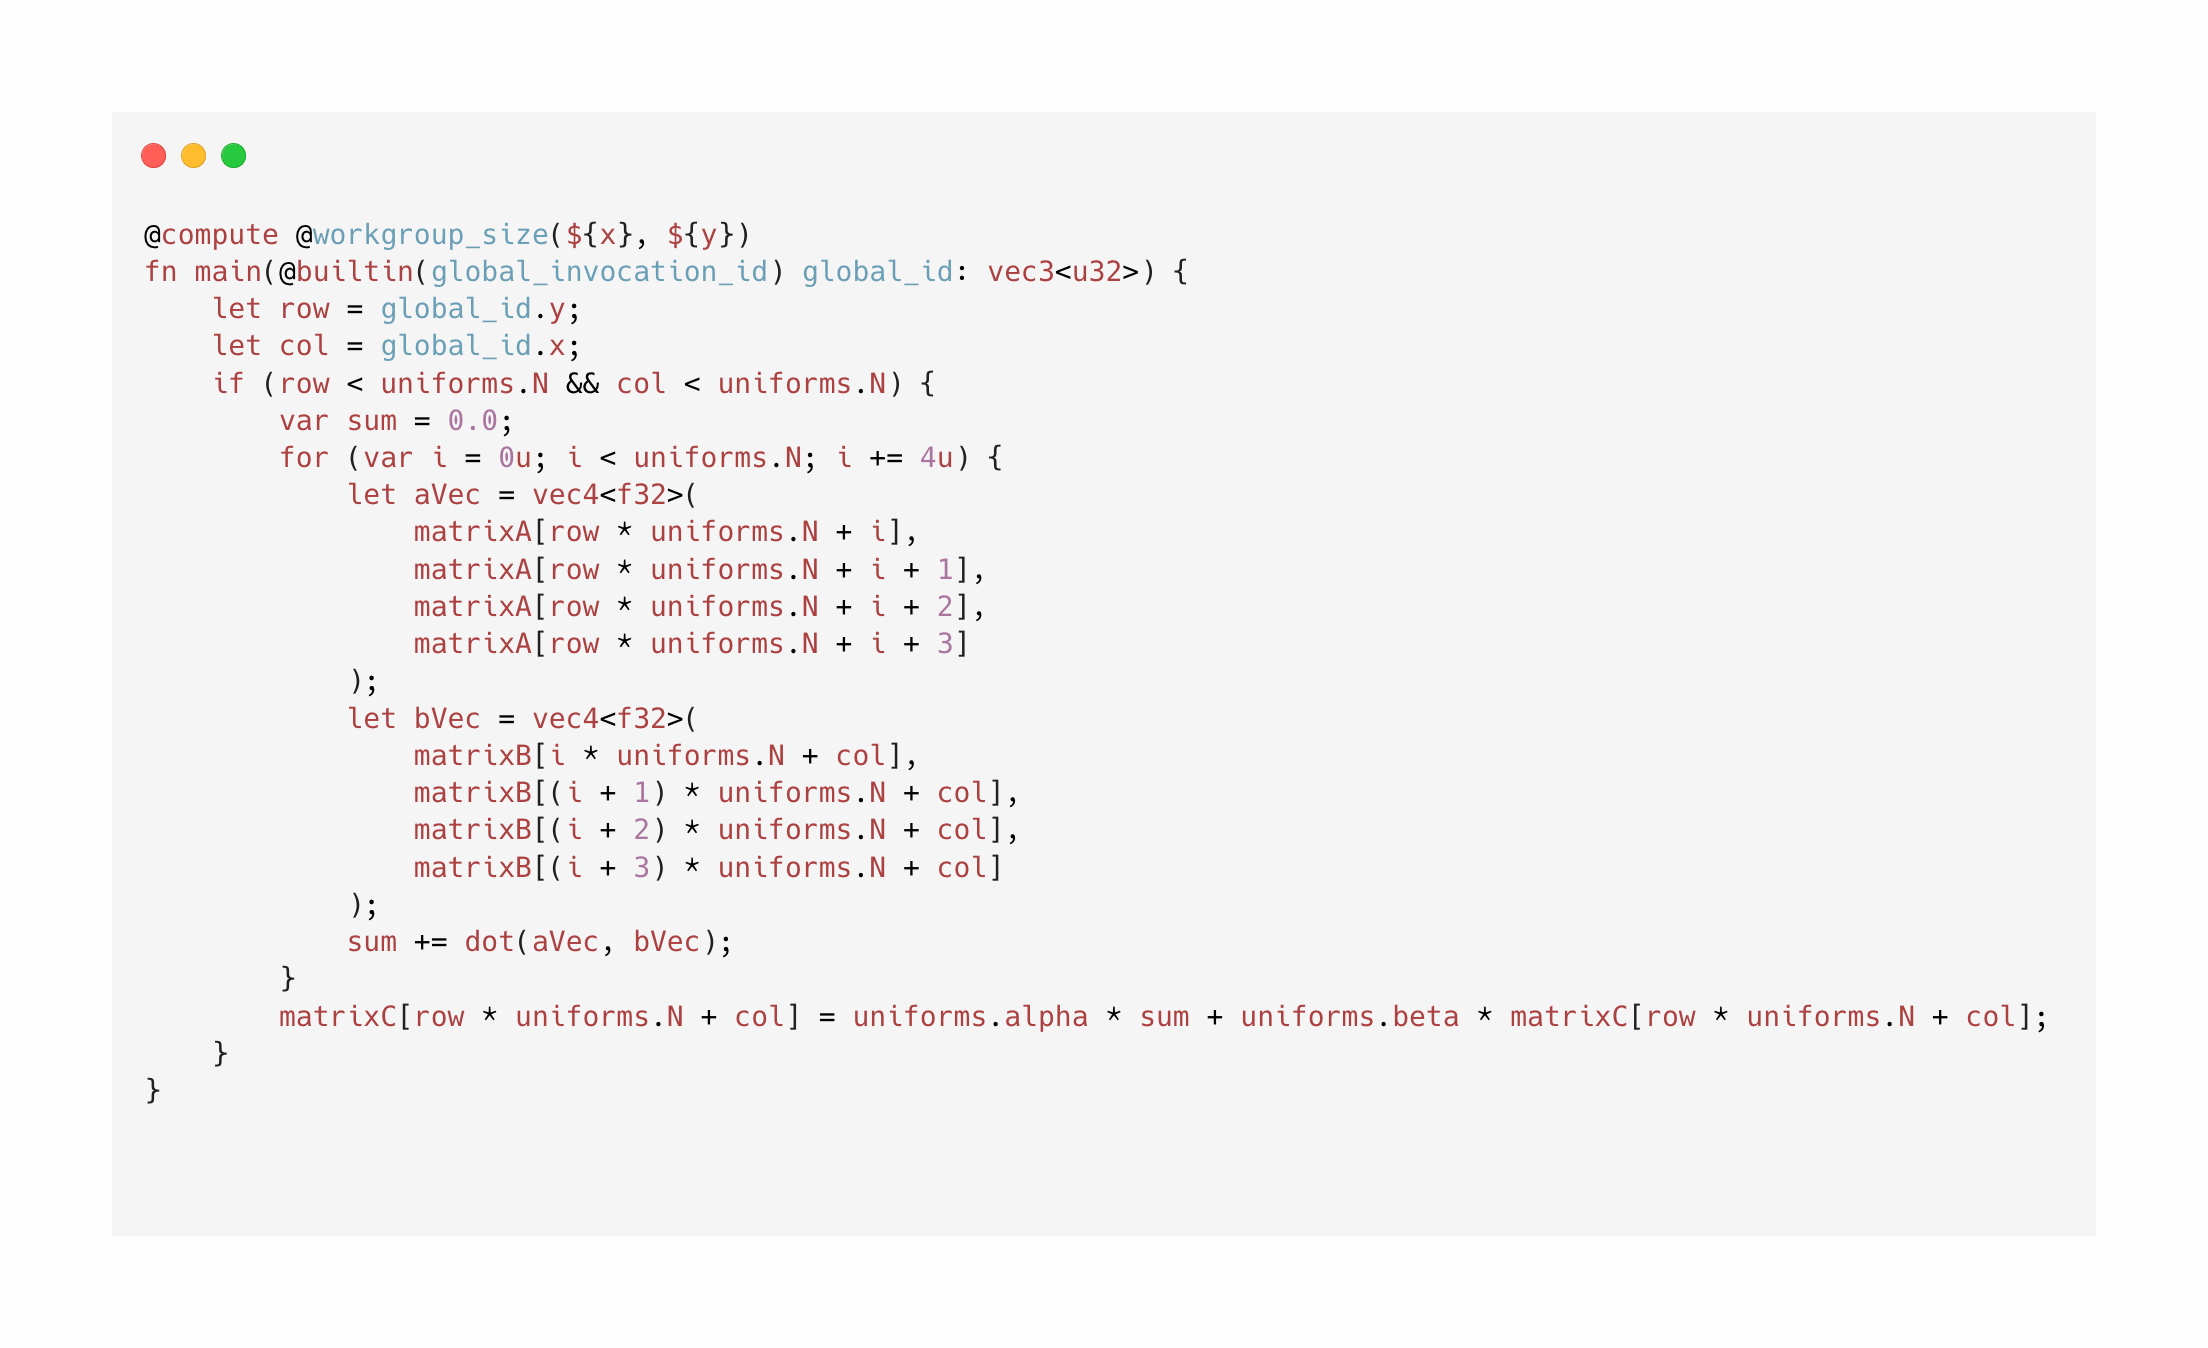 @compute @workgroup_size(${x}, ${y})
fn main(@builtin(global_invocation_id) global_id: vec3<u32>) {
    let row = global_id.y;
    let col = global_id.x;
    if (row < uniforms.N && col < uniforms.N) {
        var sum = 0.0;
        for (var i = 0u; i < uniforms.N; i += 4u) {
            let aVec = vec4<f32>(
                matrixA[row * uniforms.N + i],
                matrixA[row * uniforms.N + i + 1],
                matrixA[row * uniforms.N + i + 2],
                matrixA[row * uniforms.N + i + 3]
            );
            let bVec = vec4<f32>(
                matrixB[i * uniforms.N + col],
                matrixB[(i + 1) * uniforms.N + col],
                matrixB[(i + 2) * uniforms.N + col],
                matrixB[(i + 3) * uniforms.N + col]
            );
            sum += dot(aVec, bVec);
        }
        matrixC[row * uniforms.N + col] = uniforms.alpha * sum + uniforms.beta * matrixC[row * uniforms.N + col];
    }
}